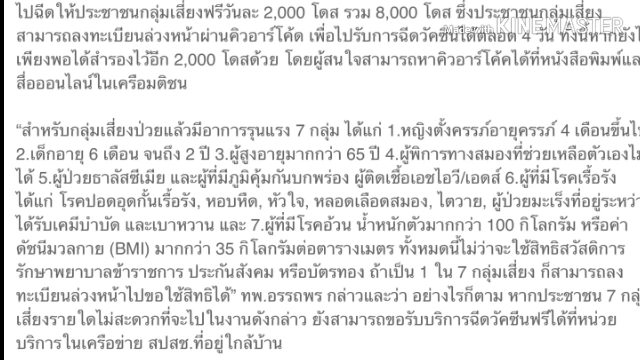 ไปฉีดให้ประชาชนกลุ่มเสี่ยงฟรีวันละ 2,000 โดส รวม 8,000 โดส ซึ่งประชาชนกลุ่มเสี่ยง
สามารถลงทะเบียนล่วงหน้าผ่านคิวอาร์โค้ด เพื่อไปรับการฉีดวัคซีนได้ตลอด 4 วัน ทั้งนี้หากยังไ
Made with KINEMASTER
เพียงพอได้สำรองไว้อีก 2,000 โดสด้วย โดยผู้สนใจสามารถหาคิวอาร์โค้ดได้ที่หนังสือพิมพ์และ
สื่อออนไลน์ในเครือมติชน
“สำหรับกลุ่มเสี่ยงป่วยแล้วมีอาการรุนแรง 7 กลุ่ม ได้แก่ 1.หญิงตั้งครรภ์อายุครรภ์ 4 เดือนขึ้นไป
2.เด็กอายุ 6 เดือน จนถึง 2 ปี 3.ผู้สูงอายุมากกว่า 65 ปี 4.ผู้พิการทางสมองที่ช่วยเหลือตัวเองไม
ได้ 5.ผู้ป่วยธาลัสซีเมีย และผู้ที่มีภูมิคุ้มกันบกพร่อง ผู้ติดเชื้อเอชไอวี/เอดส์ 6.ผู้ที่มีโรคเรื้อรัง
ได้แก่ โรคปอดอุดกั้นเรื้อรัง, หอบหืด, หัวใจ, หลอดเลือดสมอง, ไตวาย, ผู้ป่วยมะเร็งที่อยู่ระหว่า
ได้รับเคมีบำบัด และเบาหวาน และ 7.ผู้ที่มีโรคอ้วน น้ำหนักตัวมากกว่า 100 กิโลกรัม หรือค่า
ดัชนีมวลกาย (BMI) มากกว่า 35 กิโลกรัมต่อตารางเมตร ทั้งหมดนี้ไม่ว่าจะใช้สิทธิสวัสดิการ
รักษาพยาบาลข้าราชการ ประกันสังคม หรือบัตรทอง ถ้าเป็น 1 ใน 7 กลุ่มเสี่ยง ก็สามารถลง
ทะเบียนล่วงหน้าไปขอใช้สิทธิได้” ทพ.อรรถพร กล่าวและว่า อย่างไรก็ตาม หากประชาชน 7 กลุ่
เสี่ยงรายใดไม่สะดวกที่จะไปในงานดังกล่าว ยังสามารถขอรับบริการฉีดวัคซีนฟรีได้ที่หน่วย
บริการในเครือข่าย สปสช.ที่อยู่ใกล้บ้าน